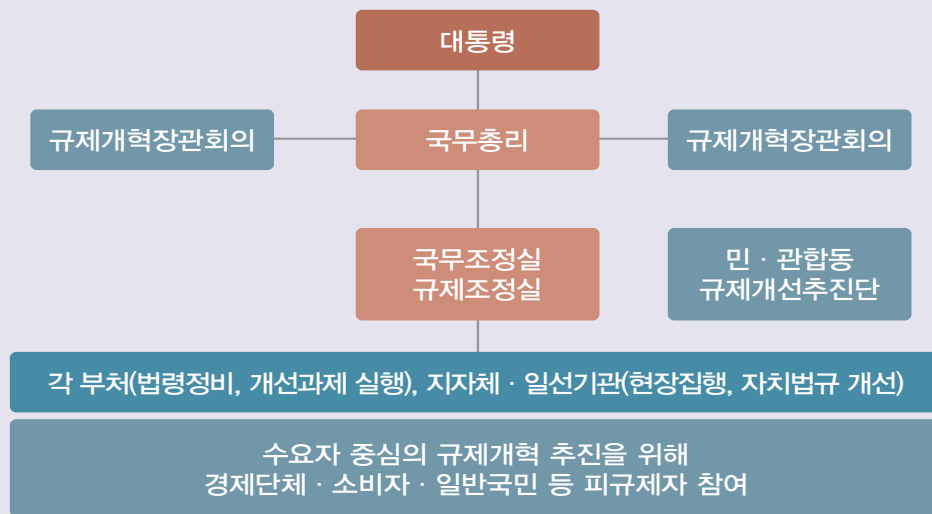 대통령
규제개혁장관회의
국무총리
규제개혁장관회의
국무조정실
규제조정실
민 · 관합동
규제개선추진단
각 부처(법령정비, 개선과제 실행), 지자체 · 일선기관(현장집행, 자치법규 개선)
수요자 중심의 규제개혁 추진을 위해
경제단체 · 소비자 · 일반국민 등 피규제자 참여